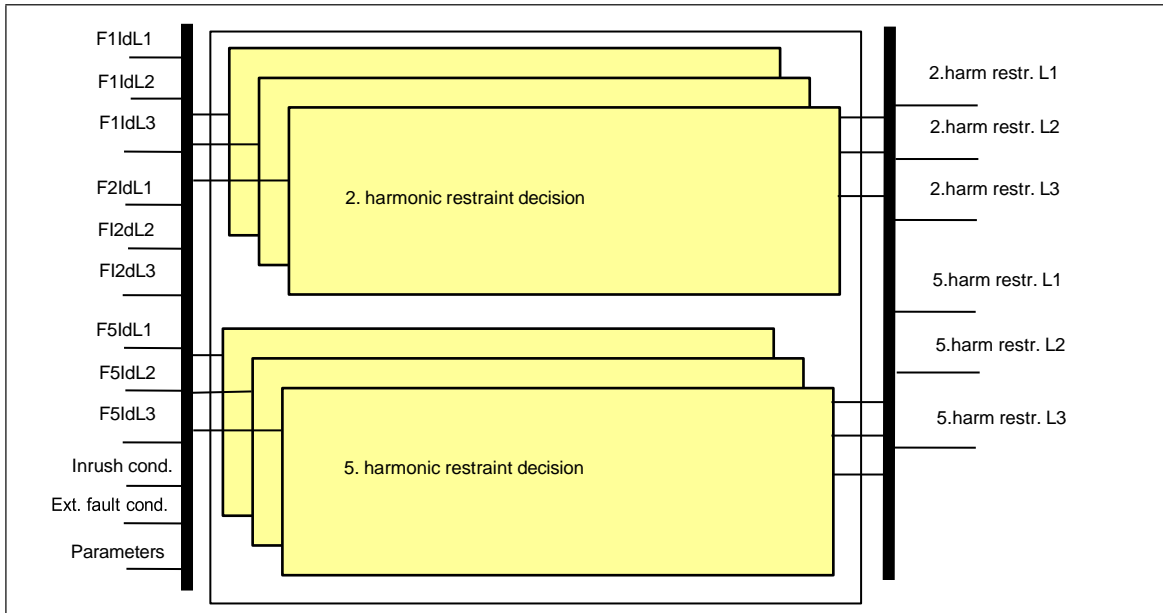 F1IdL1
F1IdL2
F1IdL3
F2IdL1
FI2dL2
FI2dL3
F5IdL1
F5IdL2
F5IdL3
Inrush cond.
Ext. fault cond.
Parameters
2. harmonic restraint decision
5. harmonic restraint decision
2.harm restr. L1
2.harm restr. L2
2.harm restr. L3
5.harm restr. L1
5.harm restr. L2
5.harm restr. L3